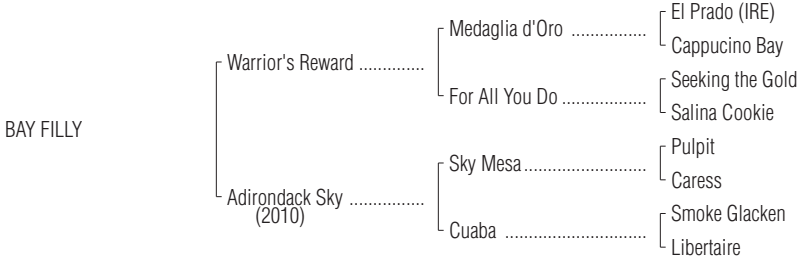 El Prado (IRE)
Medaglia d'Oro ................
Cappucino Bay
Warrior's Reward ..............
Seeking the Gold
For All You Do ..................
Salina Cookie
BAY FILLY
Pulpit
Sky Mesa ..........................
Caress
Adirondack Sky ................
(2010)
Smoke Glacken
Cuaba ..............................
Libertaire